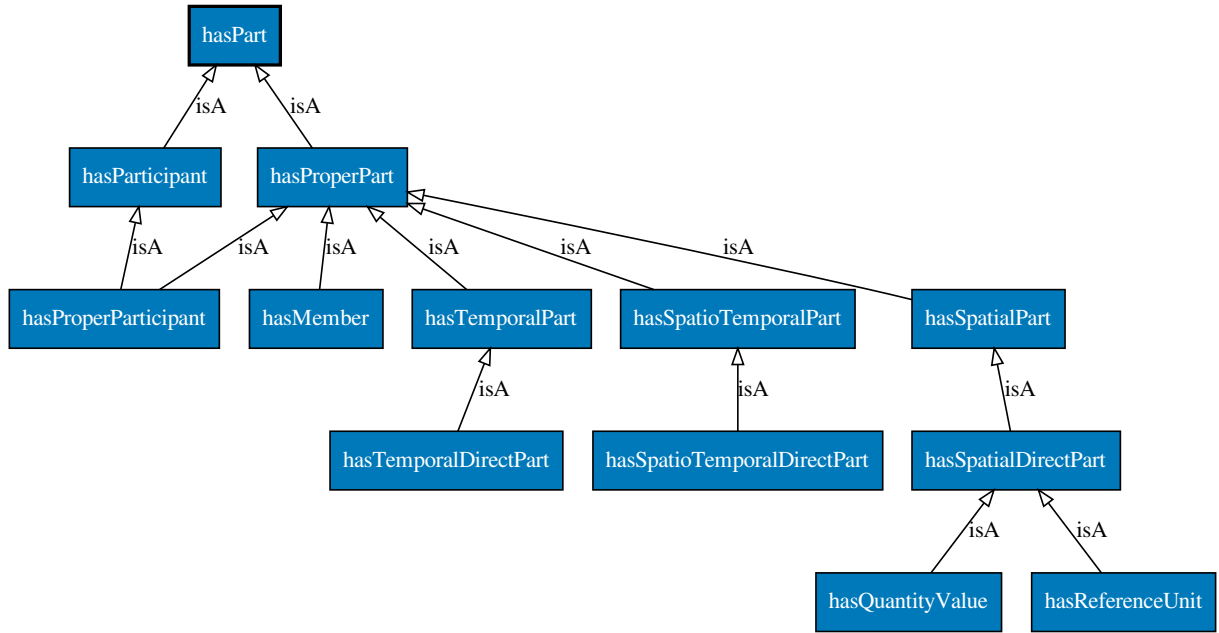 hasPart
isA
isA
hasParticipant
hasProperPart
isA
isA
isA
isA
isA
isA
hasProperParticipant
hasMember
hasTemporalPart
hasSpatioTemporalPart
hasSpatialPart
isA
isA
isA
hasTemporalDirectPart
hasSpatioTemporalDirectPart
hasSpatialDirectPart
isA
isA
hasQuantityValue
hasReferenceUnit